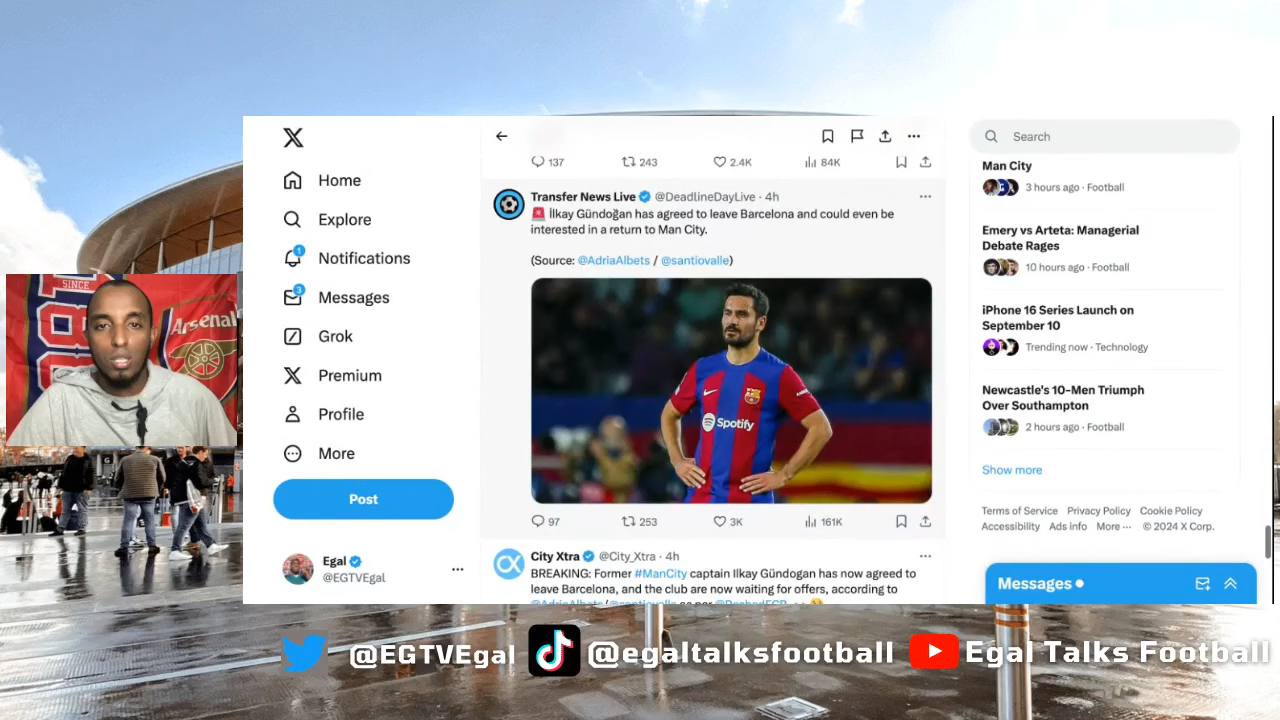 Home
Explore
1
Notifications
3
Messages
Grok
Premium
Profile
More
Post
Egal
@EGTVEgal
137 243 2.4K 84K
Transfer News Live @DeadlineDayLive · 4h
🚨 İlkay Gündoğan has agreed to leave Barcelona and could even be
interested in a return to Man City.
(Source: @AdriaAlbets / @santiovalle)
Spotify
97 253 3K 161K
City Xtra @City_Xtra · 4h
BREAKING: Former #ManCity captain Ilkay Gündogan has now agreed to
leave Barcelona, and the club are now waiting for offers, according to
Search
Man City
3 hours ago · Football
Emery vs Arteta: Managerial
Debate Rages
10 hours ago · Football
iPhone 16 Series Launch on
September 10
Trending now · Technology
Newcastle's 10-Men Triumph
Over Southampton
2 hours ago · Football
Show more
Terms of Service Privacy Policy Cookie Policy
Accessibility Ads info More ··· © 2024 X Corp.
Messages
SINCE
Arsenal
@EGTVEgal @egaltalksfootball Egal Talks Football